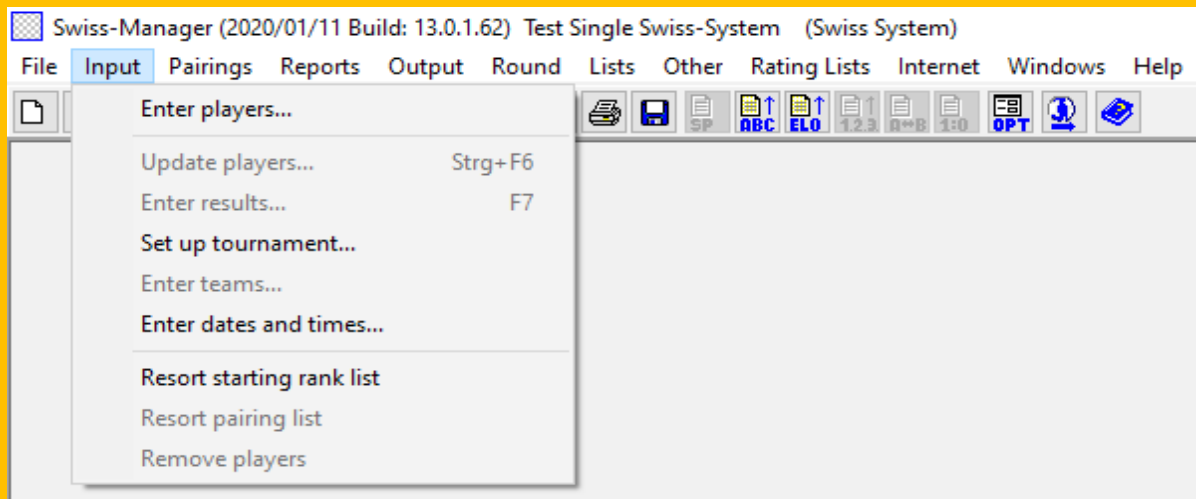 Swiss-Manager (2020/01/11 Build: 13.0.1.62) Test Single Swiss-System (Swiss System)
File Input Pairings Reports Output Round Lists Other Rating Lists Internet Windows Help
SP ABC ELO 1.2.3. A↔B 1:0 OPT
Enter players...
Update players... Strg+F6
Enter results... F7
Set up tournament...
Enter teams...
Enter dates and times...
Resort starting rank list
Resort pairing list
Remove players